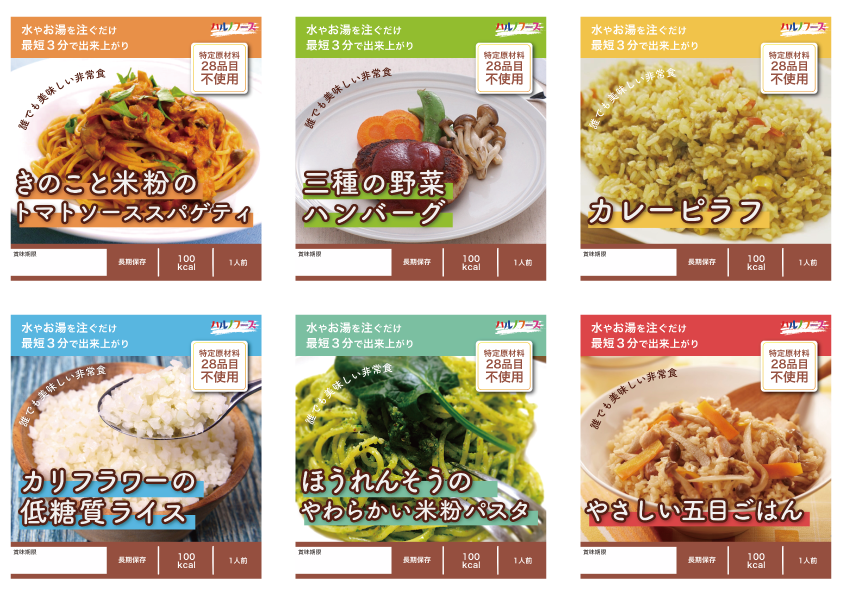 水やお湯を注ぐだけ
最短3分で出来上がり
ハルノフーズ
特定原材料
28品目
不使用
誰でも美味しい非常食
きのこと米粉の
トマトソーススパゲティ
賞味期限
長期保存
100
kcal
1人前
水やお湯を注ぐだけ
最短3分で出来上がり
ハルノフーズ
特定原材料
28品目
不使用
誰でも美味しい非常食
三種の野菜
ハンバーグ
賞味期限
長期保存
100
kcal
1人前
水やお湯を注ぐだけ
最短3分で出来上がり
ハルノフーズ
特定原材料
28品目
不使用
誰でも美味しい非常食
カレーピラフ
賞味期限
長期保存
100
kcal
1人前
水やお湯を注ぐだけ
最短3分で出来上がり
ハルノフーズ
特定原材料
28品目
不使用
誰でも美味しい非常食
カリフラワーの
低糖質ライス
賞味期限
長期保存
100
kcal
1人前
水やお湯を注ぐだけ
最短3分で出来上がり
ハルノフーズ
特定原材料
28品目
不使用
誰でも美味しい非常食
ほうれんそうの
やわらかい米粉パスタ
賞味期限
長期保存
100
kcal
1人前
水やお湯を注ぐだけ
最短3分で出来上がり
ハルノフーズ
特定原材料
28品目
不使用
誰でも美味しい非常食
やさしい五目ごはん
賞味期限
長期保存
100
kcal
1人前